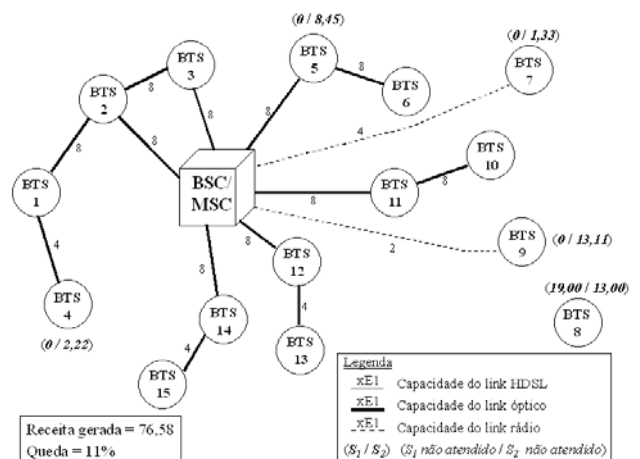 (0 / 8,45)
(0 / 1,33)
BTS
3
BTS
5
BTS
7
BTS
2
8
8
BTS
6
8
8
8
4
8
8
BTS
10
BTS
1
BSC/
MSC
8
BTS
11
8
4
2
BTS
9
(0 / 13,11)
8
8
BTS
12
BTS
4
(0 / 2,22)
BTS
14
4
(19,00 / 13,00)
BTS
8
4
BTS
13
BTS
15
Legenda
xE1 Capacidade do link HDSL
xE1 Capacidade do link óptico
xE1 Capacidade do link rádio
(S1 / S2) (S1 não atendido / S2 não atendido)
Receita gerada = 76,58
Queda = 11%